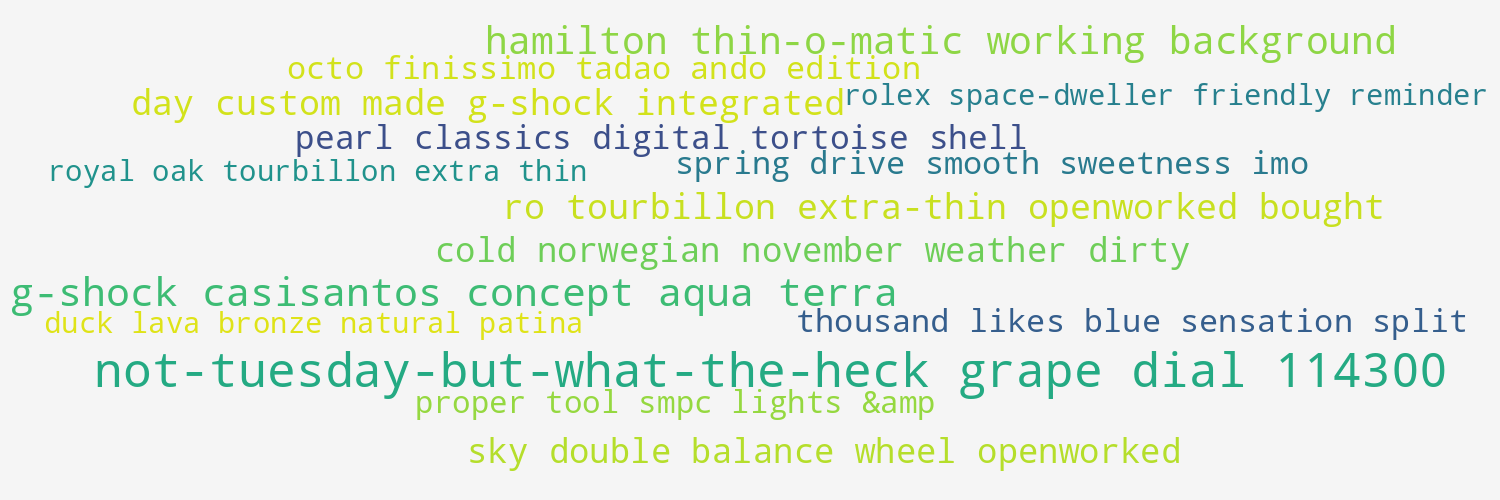 hamilton thin-o-matic working background
octo finissimo tadao ando edition
day custom made g-shock integrated
rolex space-dweller friendly reminder
pearl classics digital tortoise shell
royal oak tourbillon extra thin
spring drive smooth sweetness imo
ro tourbillon extra-thin openworked bought
cold norwegian november weather dirty
g-shock casisantos concept aqua terra
duck lava bronze natural patina
thousand likes blue sensation split
not-tuesday-but-what-the-heck grape dial 114300
proper tool smpc lights &amp
sky double balance wheel openworked